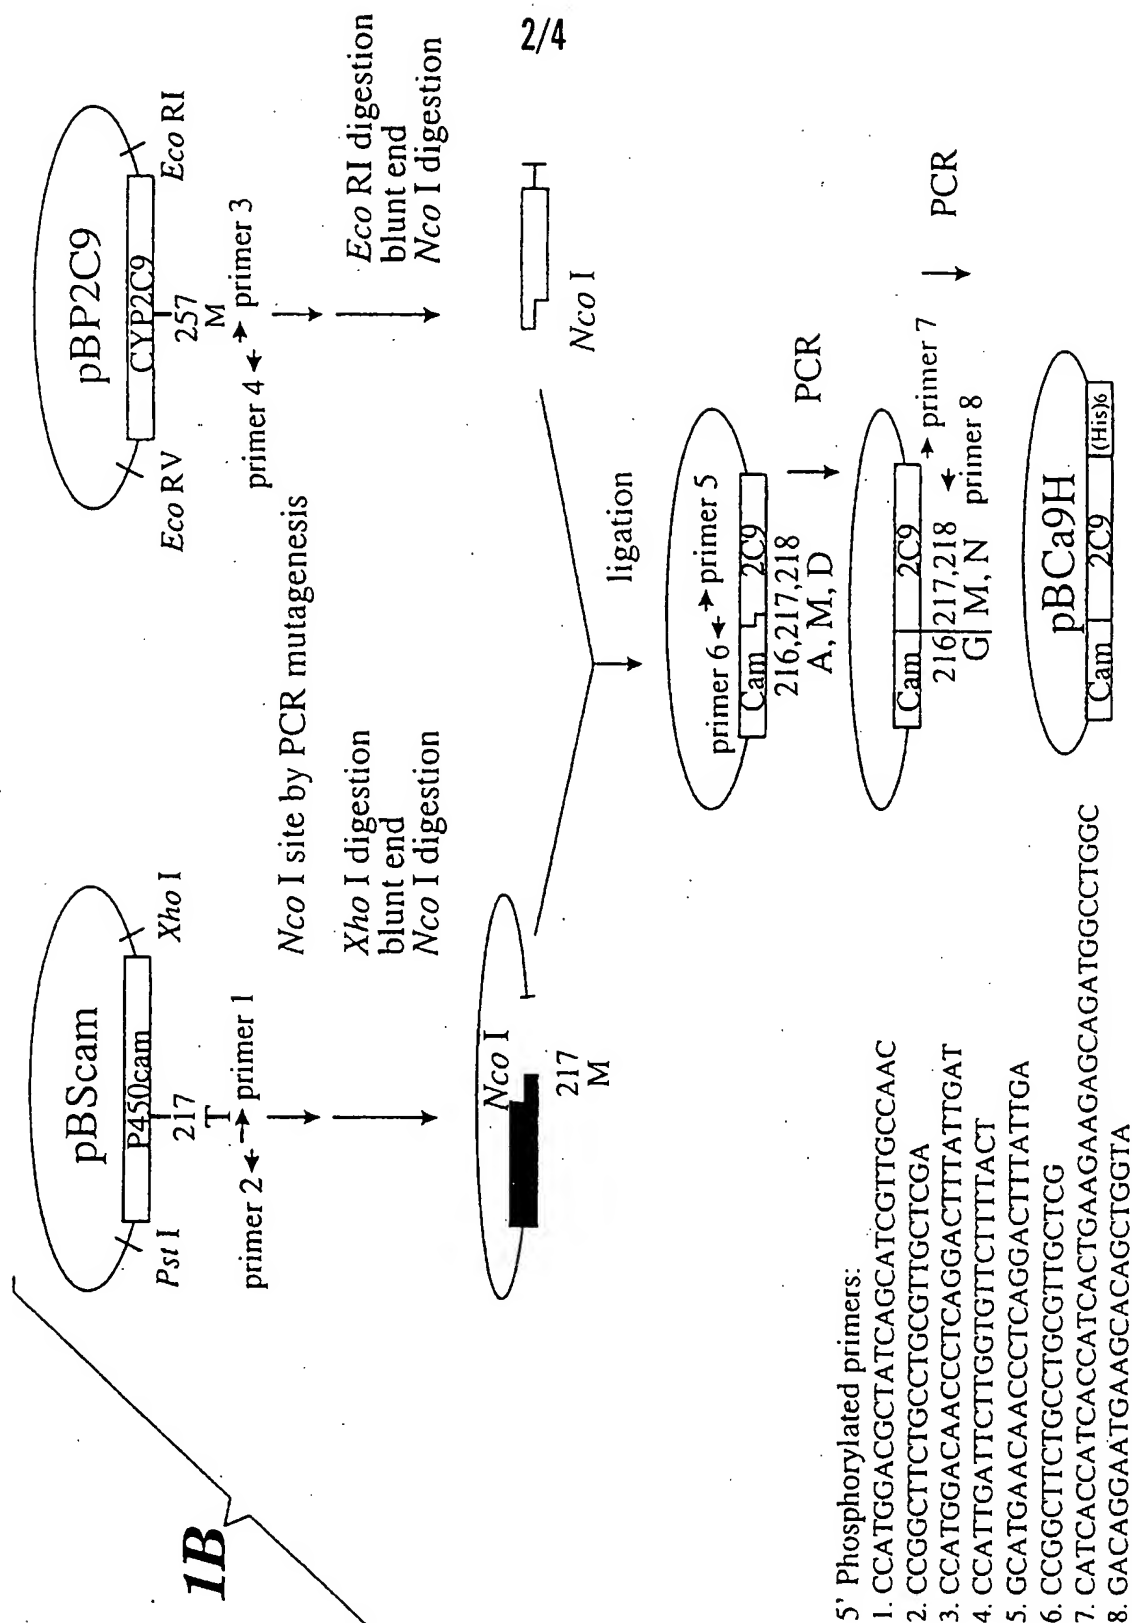 2/4
1B
pBScam
Pst I
P450cam
Xho I
217
T
primer 2
primer 1
pBP2C9
Eco RV
CYP2C9
Eco RI
257
M
primer 4
primer 3
Nco I site by PCR mutagenesis
Xho I digestion
blunt end
Nco I digestion
Eco RI digestion
blunt end
Nco I digestion
Nco I
217
M
Nco I
ligation
primer 6
primer 5
Cam
2C9
216,217,218
A, M, D
PCR
Cam
2C9
216
217,218
G
M, N
primer 7
primer 8
PCR
pBCa9H
Cam
2C9
(His)6
5' Phosphorylated primers:
1. CCATGGACGCTATCAGCATCGTTGCCAAC
2. CCGGCTTCTGCCTGCGTTGCTCGA
3. CCATGGACAACCCTCAGGACTTTATTGAT
4. CCATTGATTCTTGGTGTTCTTTTACT
5. GCATGAACAACCCTCAGGACTTTATTGA
6. CCGGCTTCTGCCTGCGTTGCTCG
7. CATCACCATCACCATCACTGAAGAAGAGCAGATGGCCTGGC
8. GACAGGAATGAAGCACAGCTGGTA